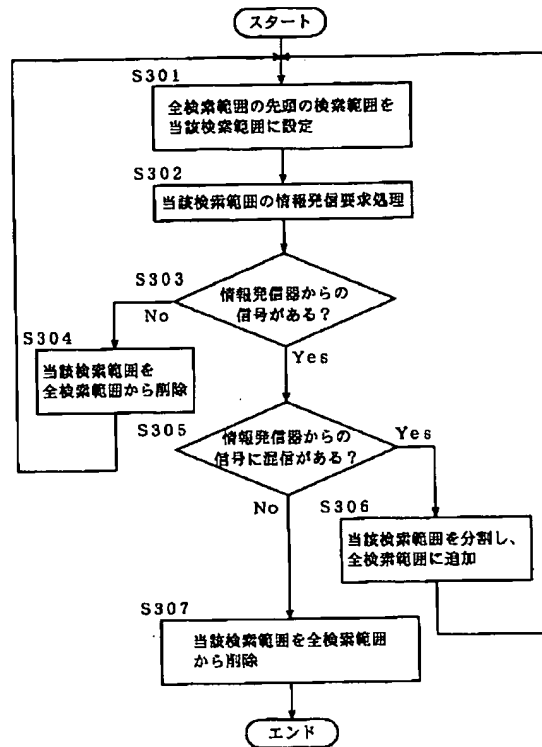 スタート
S301
全検索範囲の先頭の検索範囲を
当該検索範囲に設定
S302
当該検索範囲の情報発信要求処理
S303
情報発信器からの
信号がある?
No
Yes
S304
当該検索範囲を
全検索範囲から削除
S305
情報発信器からの
信号に混信がある?
Yes
No
S306
当該検索範囲を分割し、
全検索範囲に追加
S307
当該検索範囲を全検索範囲
から削除
エンド